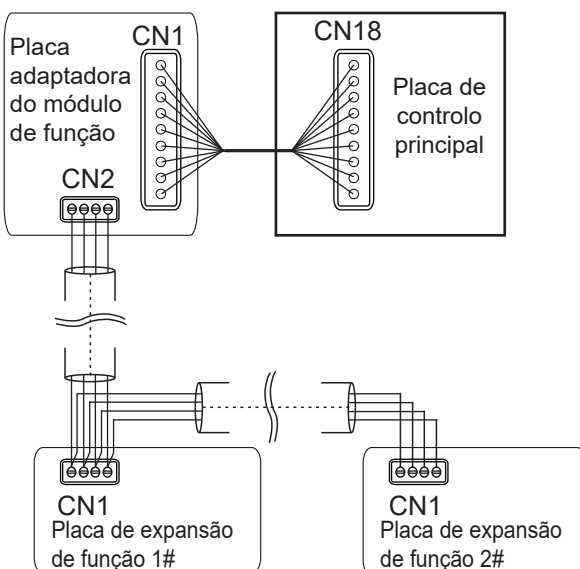 Placa
adaptadora
do módulo
de função
CN1
CN2
CN18
Placa de
controlo
principal
CN1
Placa de expansão
de função 1#
CN1
Placa de expansão
de função 2#